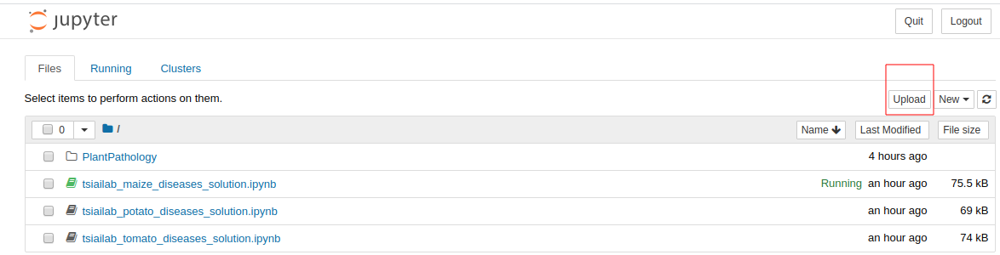 jupyter Quit Logout
Files Running Clusters
Select items to perform actions on them. Upload New
0 / Name Last Modified File size
PlantPathology 4 hours ago
tsiailab_maize_diseases_solution.ipynb Running an hour ago 75.5 kB
tsiailab_potato_diseases_solution.ipynb an hour ago 69 kB
tsiailab_tomato_diseases_solution.ipynb an hour ago 74 kB